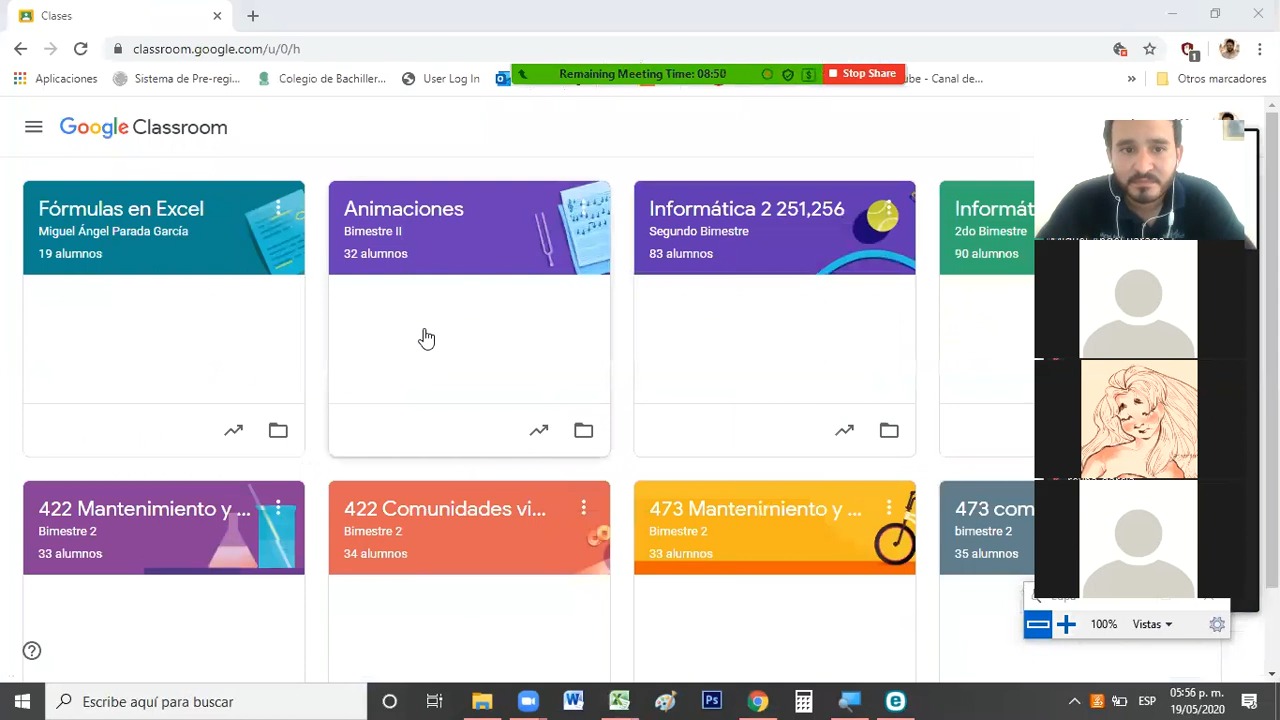 Clases
classroom.google.com/u/0/h
1
Aplicaciones
Sistema de Pre-regi...
Colegio de Bachiller...
User Log In
Remaining Meeting Time: 08:50
Stop Share
ube - Canal de...
»
Otros marcadores
Google Classroom
Fórmulas en Excel
Miguel Ángel Parada García
19 alumnos
Animaciones
Bimestre II
32 alumnos
Informática 2 251,256
Segundo Bimestre
83 alumnos
Informát
2do Bimestre
90 alumnos
422 Mantenimiento y ...
Bimestre 2
33 alumnos
422 Comunidades vi...
Bimestre 2
34 alumnos
473 Mantenimiento y ...
Bimestre 2
33 alumnos
473 com
bimestre 2
35 alumnos
100%
Vistas
Escribe aquí para buscar
ESP
05:56 p. m.
19/05/2020